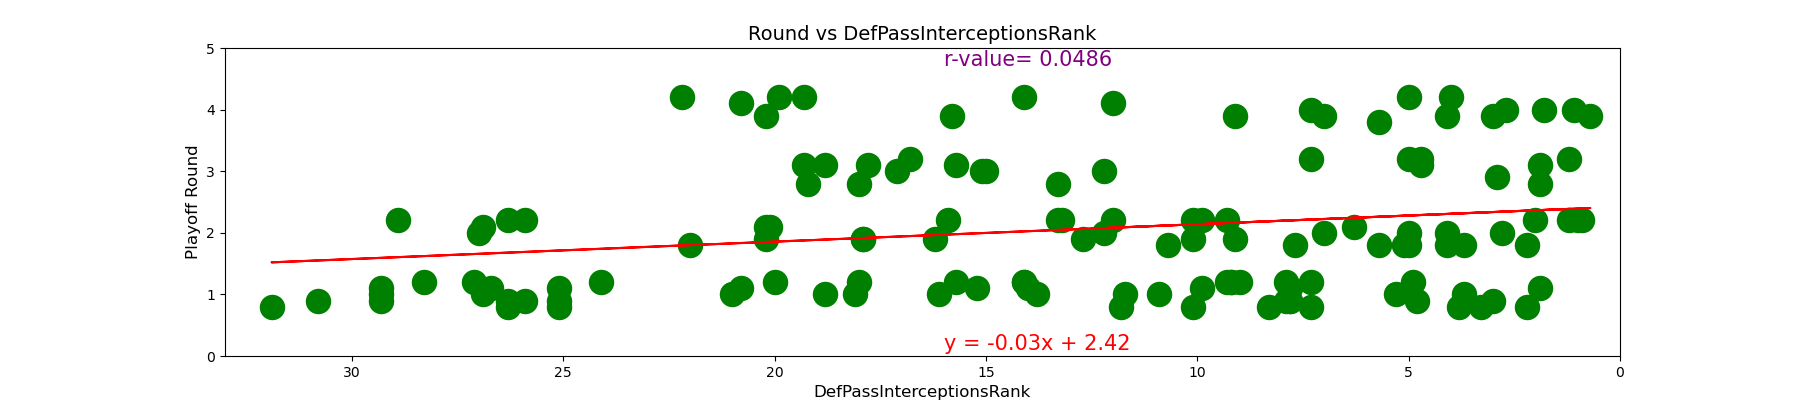 Round vs DefPassInterceptionsRank
r-value= 0.0486
5
4
3
2
1
0
Playoff Round
y = -0.03x + 2.42
30 25 20 15 10 5 0
DefPassInterceptionsRank